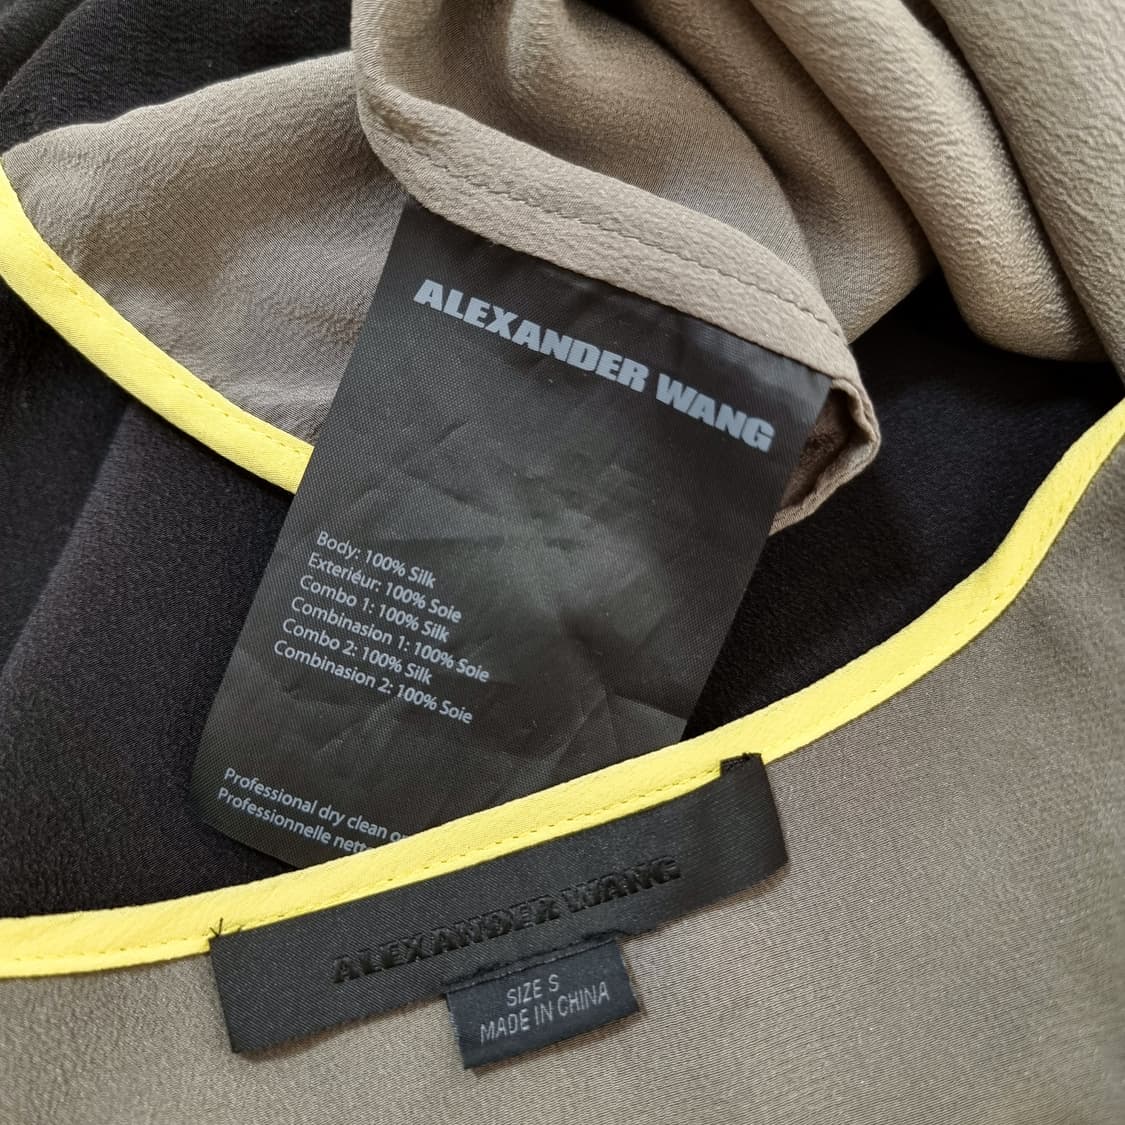 ALEXANDER WANG
Body: 100% Silk
Exteriéur: 100% Soie
Combo 1: 100% Silk
Combinasion 1: 100% Soie
Combo 2: 100% Silk
Combinasion 2: 100% Soie
Professional dry clean
Professionnelle
ALEXANDER WANG
SIZE S
MADE IN CHINA